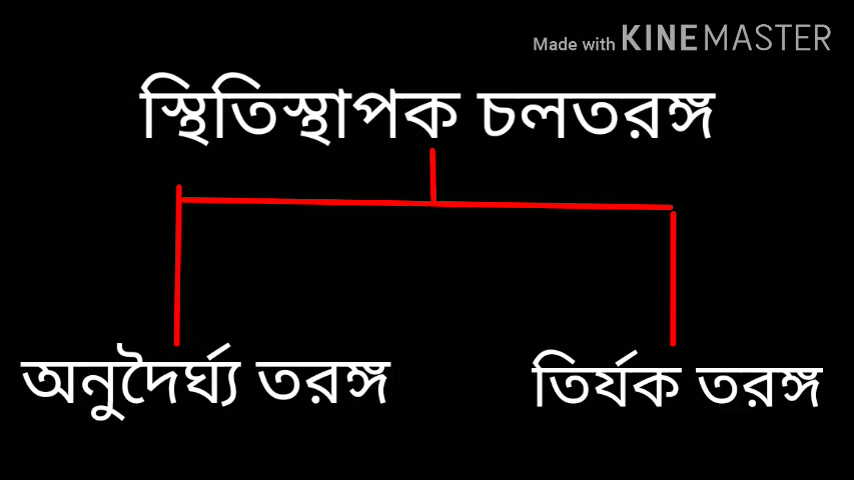 Made with KINEMASTER
স্থিতিস্থাপক চলতরঙ্গ
অনুদৈর্ঘ্য তরঙ্গ
তির্যক তরঙ্গ